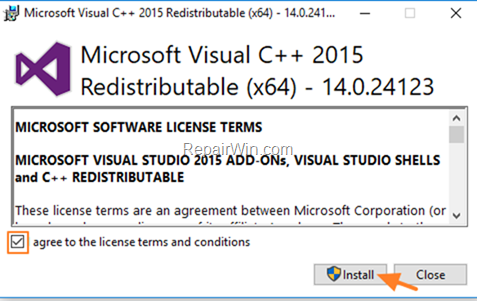 Microsoft Visual C++ 2015 Redistributable (x64) - 14.0.241...
Microsoft Visual C++ 2015
Redistributable (x64) - 14.0.24123
MICROSOFT SOFTWARE LICENSE TERMS
RepairWin.com
MICROSOFT VISUAL STUDIO 2015 ADD-ONs, VISUAL STUDIO SHELLS
and C++ REDISTRIBUTABLE
These license terms are an agreement between Microsoft Corporation (or
agree to the license terms and conditions
Install
Close